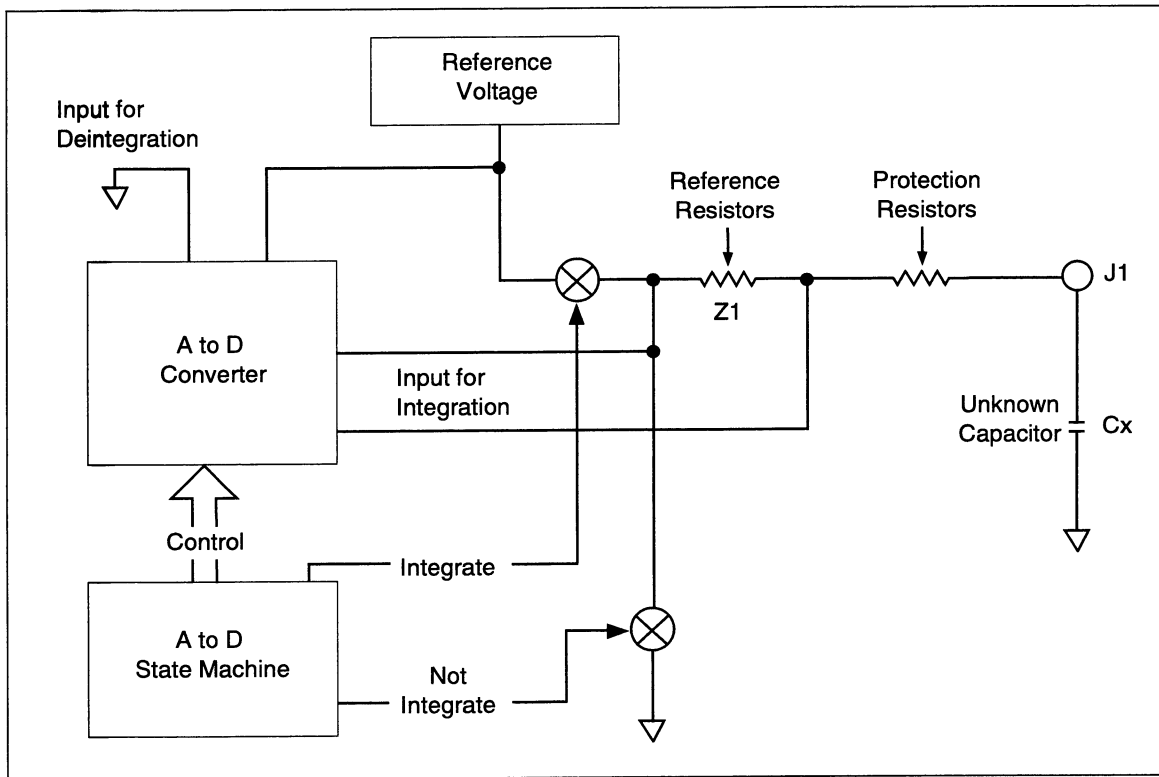 Reference
Voltage
Input for
Deintegration
Reference
Resistors
Protection
Resistors
J1
Z1
A to D
Converter
Input for
Integration
Unknown
Capacitor
Cx
Control
Integrate
A to D
State Machine
Not
Integrate